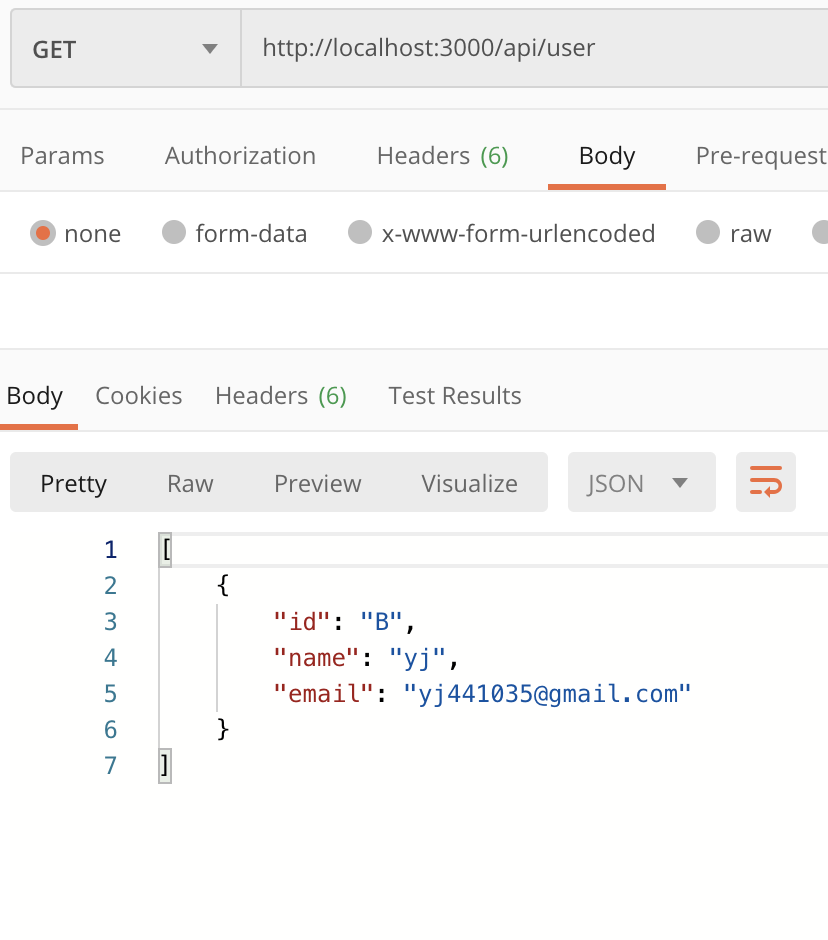 GET http://localhost:3000/api/user
Params Authorization Headers (6) Body Pre-request
none form-data x-www-form-urlencoded raw
Body Cookies Headers (6) Test Results
Pretty Raw Preview Visualize JSON
1 [
2 {
3 "id": "B",
4 "name": "yj",
5 "email": "yj441035@gmail.com"
6 }
7 ]